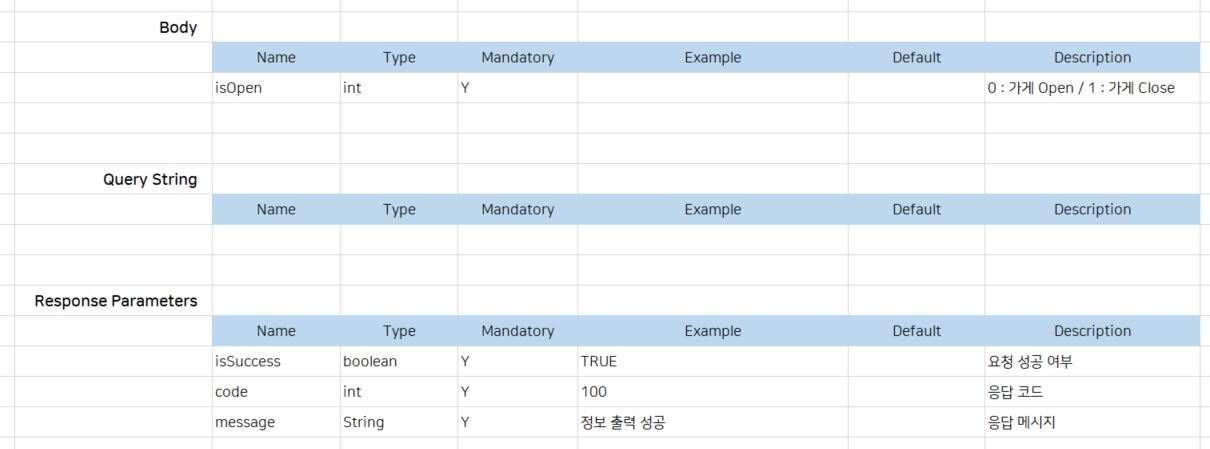 Body
Name Type Mandatory Example Default Description
isOpen int Y 0 : 가게 Open / 1 : 가게 Close
Query String
Name Type Mandatory Example Default Description
Response Parameters
Name Type Mandatory Example Default Description
isSuccess boolean Y TRUE 요청 성공 여부
code int Y 100 응답 코드
message String Y 정보 출력 성공 응답 메시지